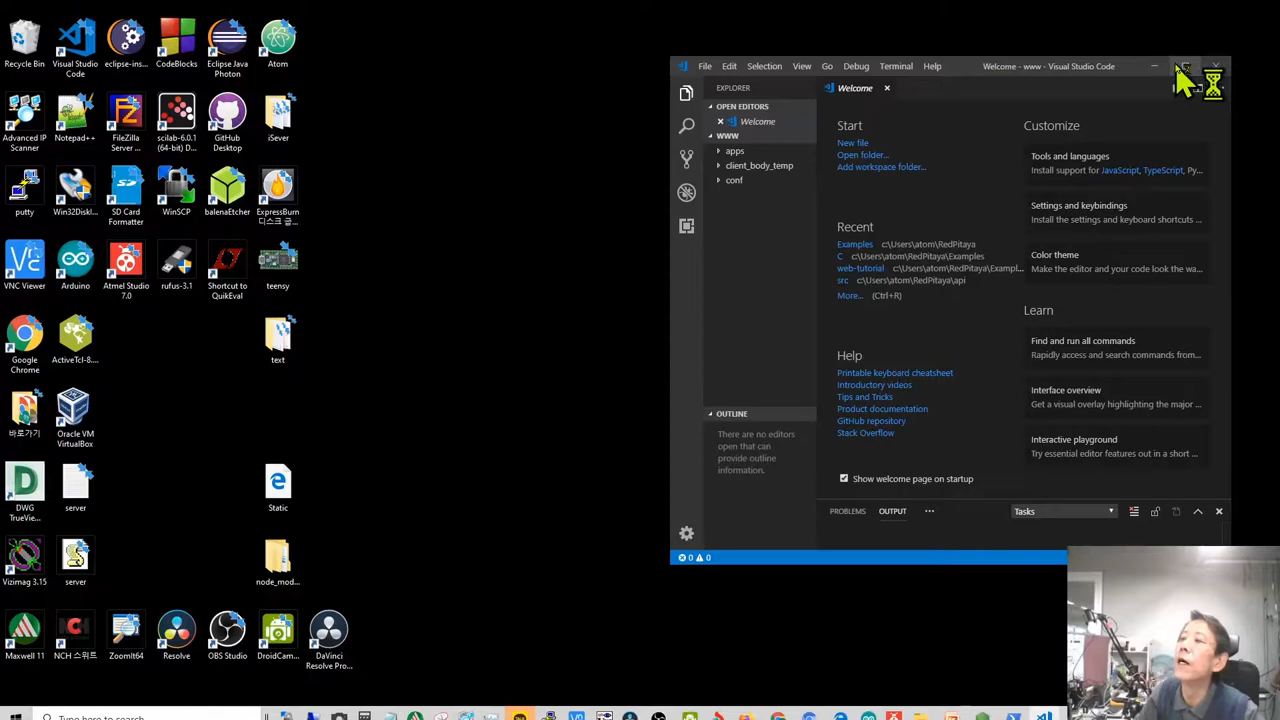 Recycle Bin
Visual Studio
Code
eclipse-ins...
CodeBlocks
Eclipse Java
Photon
Atom
Advanced IP
Scanner
Notepad++
FileZilla
Server
scilab-6.0.1
(64-bit) D...
GitHub
Desktop
iSever
putty
Win32DiskI...
SD Card
Formatter
WinSCP
balenaEtcher
ExpressBurn
디스크 굽...
VNC Viewer
Arduino
Atmel Studio
7.0
rufus-3.1
Shortcut to
QuikEval
teensy
Google
Chrome
ActiveTcl-8....
text
바로가기
Oracle VM
VirtualBox
DWG
TrueVie...
server
Static
Vizimag 3.15
server
node_mod...
Maxwell 11
NCH 스위트
ZoomIt64
Resolve
OBS Studio
DroidCam...
DaVinci
Resolve Pro...
File Edit Selection View Go Debug Terminal Help
Welcome - www - Visual Studio Code
EXPLORER
OPEN EDITORS
Welcome
WWW
apps
client_body_temp
conf
OUTLINE
There are no editors
open that can
provide outline
information.
Welcome
Start
New file
Open folder...
Add workspace folder...
Recent
Examples c:\Users\atom\RedPitaya
C c:\Users\atom\RedPitaya\Examples
web-tutorial c:\Users\atom\RedPitaya\Exampl...
src c:\Users\atom\RedPitaya\api
More... (Ctrl+R)
Help
Printable keyboard cheatsheet
Introductory videos
Tips and Tricks
Product documentation
GitHub repository
Stack Overflow
Show welcome page on startup
Customize
Tools and languages
Install support for JavaScript, TypeScript, Py...
Settings and keybindings
Install the settings and keyboard shortcuts ...
Color theme
Make the editor and your code look the wa...
Learn
Find and run all commands
Rapidly access and search commands from...
Interface overview
Get a visual overlay highlighting the major ...
Interactive playground
Try essential editor features out in a short ...
PROBLEMS OUTPUT ...
Tasks
0 0
Type here to search